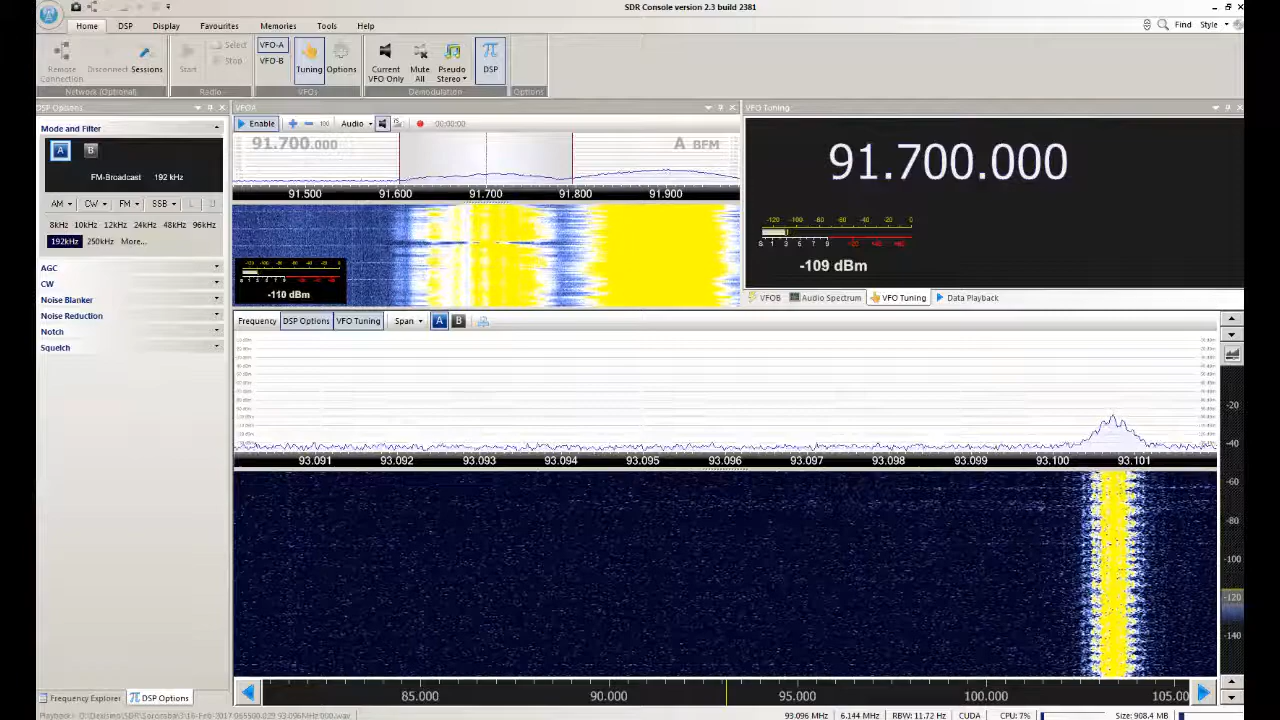 SDR Console version 2.3 build 2381
Home DSP Display Favourites Memories Tools Help
Find Style
Remote Connection Disconnect Sessions
Network (Optional)
Start Select Stop
Radio
VFO-A VFO-B Tuning Options
VFOs
Current VFO Only Mute All Pseudo Stereo
Demodulation
DSP
Options
DSP Options
Mode and Filter
A B
FM-Broadcast 192 kHz
AM CW FM SSB L U
8kHz 10kHz 12kHz 24kHz 48kHz 96kHz
192kHz 250kHz More...
AGC
CW
Noise Blanker
Noise Reduction
Notch
Squelch
Frequency Explorer DSP Options
VFOA
Enable 100 Audio 00:00:00
91.700.000 A BFM
91.500 91.600 91.700 91.800 91.900
-110 dBm
VFO Tuning
91.700.000
-120 -100 -80 -60 -40 -20 0
-109 dBm
VFOB Audio Spectrum VFO Tuning Data Playback
Frequency DSP Options VFO Tuning Span A B
93.091 93.092 93.093 93.094 93.095 93.096 93.097 93.098 93.099 93.100 93.101
-20
-40
-60
-80
-100
-120
-140
85.000 90.000 95.000 100.000 105.00
93.096 MHz 6.144 MHz RBW: 11.72 Hz CUDA CPU: 7% Size: 908.4 MB